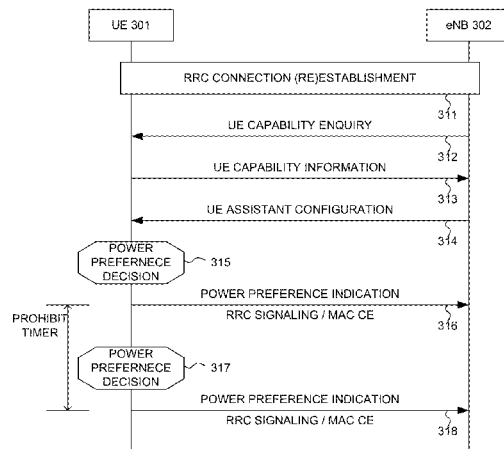 UE 301
eNB 302
RRC CONNECTION (RE)ESTABLISHMENT
311
UE CAPABILITY ENQUIRY
312
UE CAPABILITY INFORMATION
313
UE ASSISTANT CONFIGURATION
314
POWER
PREFERNECE
DECISION
315
POWER PREFERENCE INDICATION
RRC SIGNALING / MAC CE
316
PROHIBIT
TIMER
POWER
PREFERNECE
DECISION
317
POWER PREFERENCE INDICATION
RRC SIGNALING / MAC CE
318